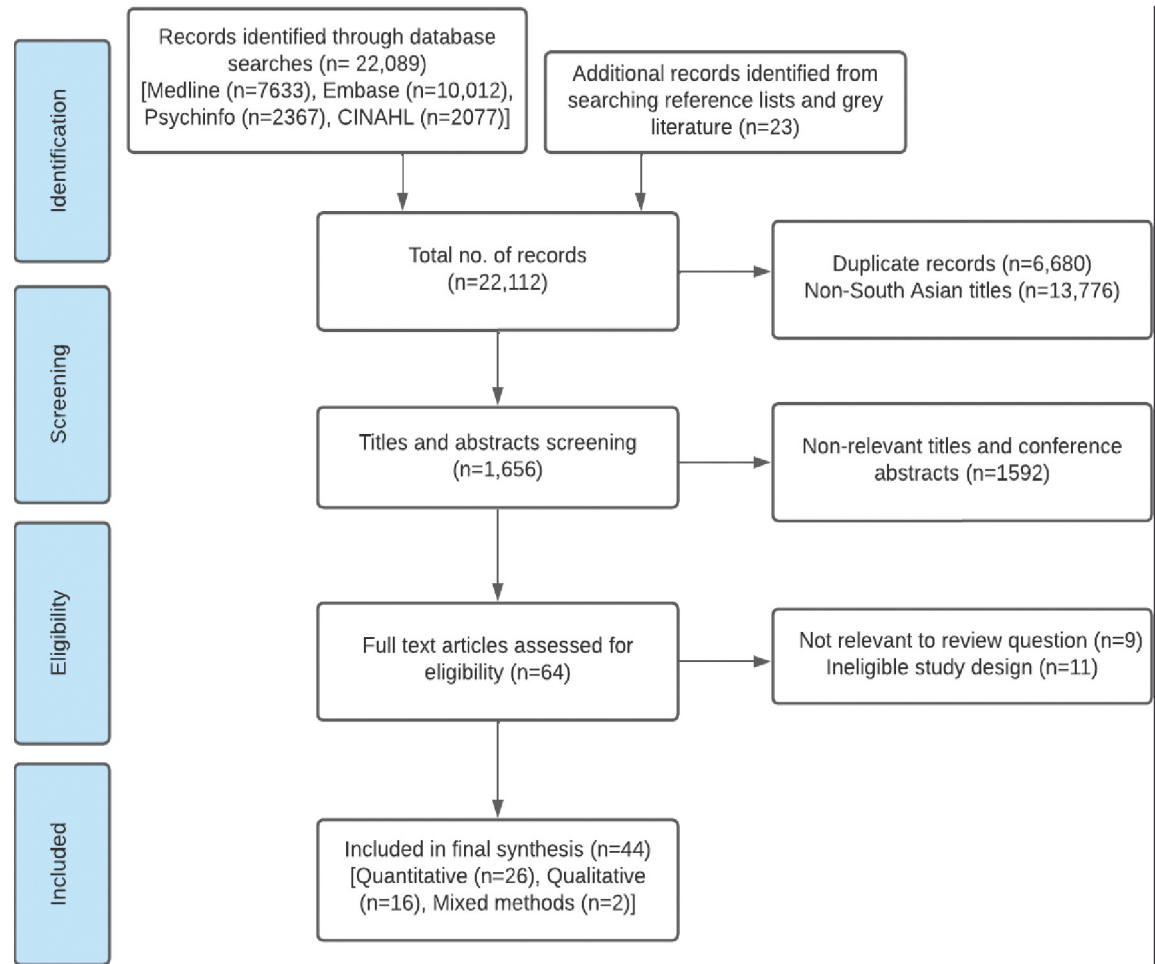 Identification
Records identified through database
searches (n= 22,089)
[Medline (n=7633), Embase (n=10,012),
Psychinfo (n=2367), CINAHL (n=2077)]
Additional records identified from
searching reference lists and grey
literature (n=23)
Total no. of records
(n=22,112)
Duplicate records (n=6,680)
Non-South Asian titles (n=13,776)
Screening
Titles and abstracts screening
(n=1,656)
Non-relevant titles and conference
abstracts (n=1592)
Eligibility
Full text articles assessed for
eligibility (n=64)
Not relevant to review question (n=9)
Ineligible study design (n=11)
Included
Included in final synthesis (n=44)
[Quantitative (n=26), Qualitative
(n=16), Mixed methods (n=2)]